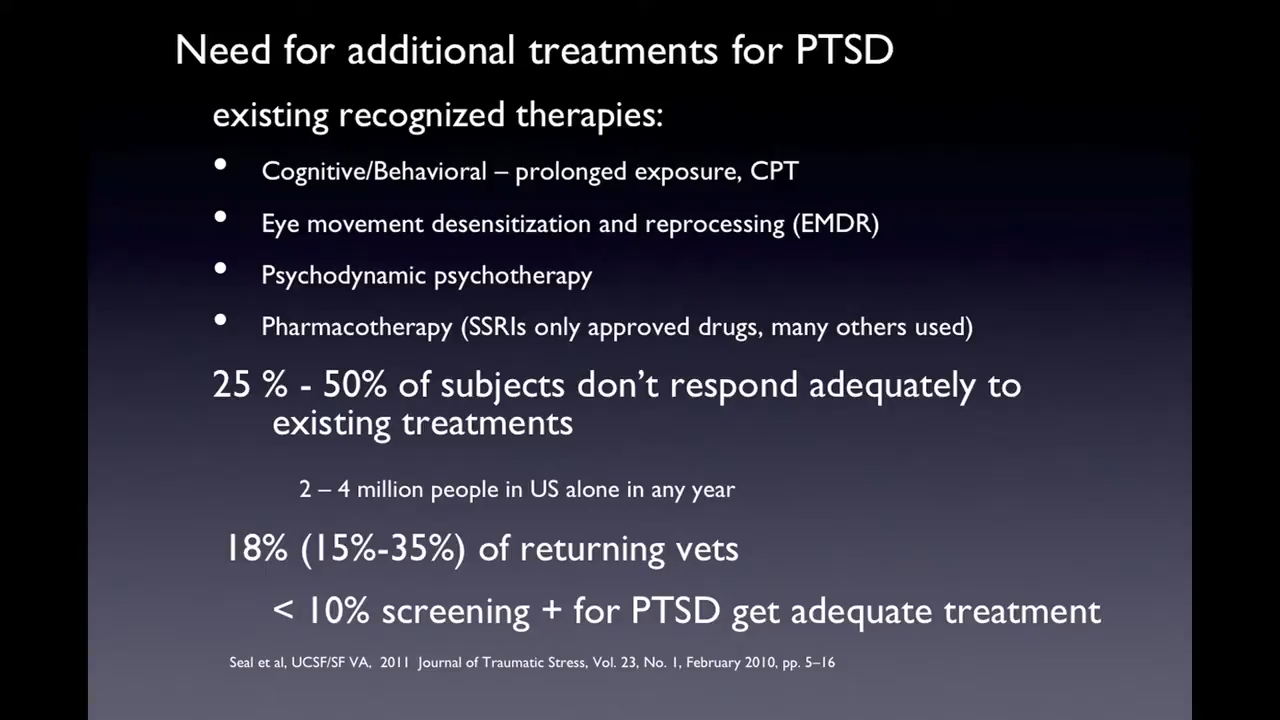 Need for additional treatments for PTSD
existing recognized therapies:
• Cognitive/Behavioral – prolonged exposure, CPT
• Eye movement desensitization and reprocessing (EMDR)
• Psychodynamic psychotherapy
• Pharmacotherapy (SSRIs only approved drugs, many others used)
25 % - 50% of subjects don’t respond adequately to
existing treatments
2 – 4 million people in US alone in any year
18% (15%-35%) of returning vets
< 10% screening + for PTSD get adequate treatment
Seal et al, UCSF/SF VA, 2011 Journal of Traumatic Stress, Vol. 23, No. 1, February 2010, pp. 5–16